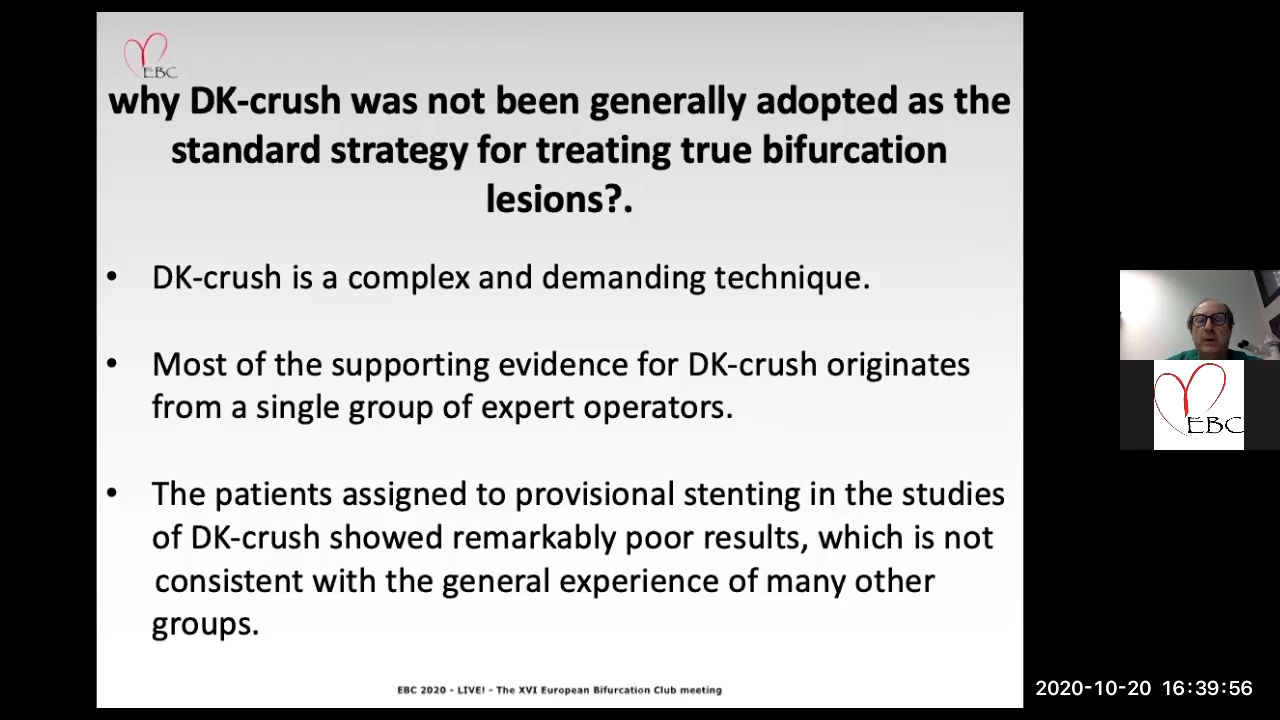 EBC
why DK-crush was not been generally adopted as the
standard strategy for treating true bifurcation
lesions?.
• DK-crush is a complex and demanding technique.
• Most of the supporting evidence for DK-crush originates
from a single group of expert operators.
• The patients assigned to provisional stenting in the studies
of DK-crush showed remarkably poor results, which is not
consistent with the general experience of many other
groups.
EBC 2020 - LIVE! - The XVI European Bifurcation Club meeting
EBC
2020-10-20 16:39:56